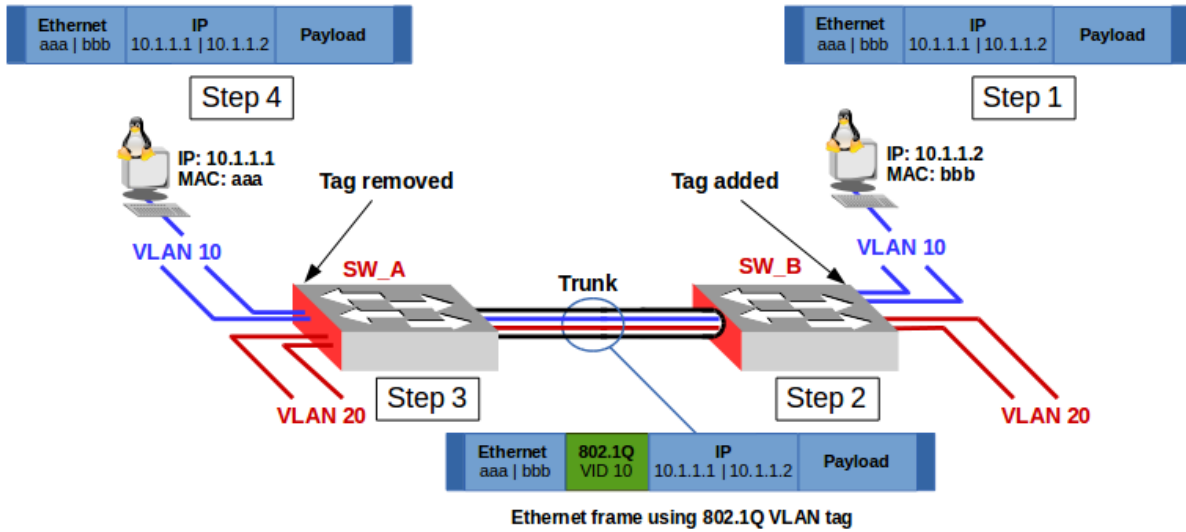 Ethernet
aaa | bbb
IP
10.1.1.1 | 10.1.1.2
Payload
Ethernet
aaa | bbb
IP
10.1.1.1 | 10.1.1.2
Payload
Step 4
Step 1
IP: 10.1.1.1
MAC: aaa
Tag removed
Tag added
IP: 10.1.1.2
MAC: bbb
VLAN 10
VLAN 10
SW_A
Trunk
SW_B
VLAN 20
Step 3
Step 2
VLAN 20
Ethernet
aaa | bbb
802.1Q
VID 10
IP
10.1.1.1 | 10.1.1.2
Payload
Ethernet frame using 802.1Q VLAN tag